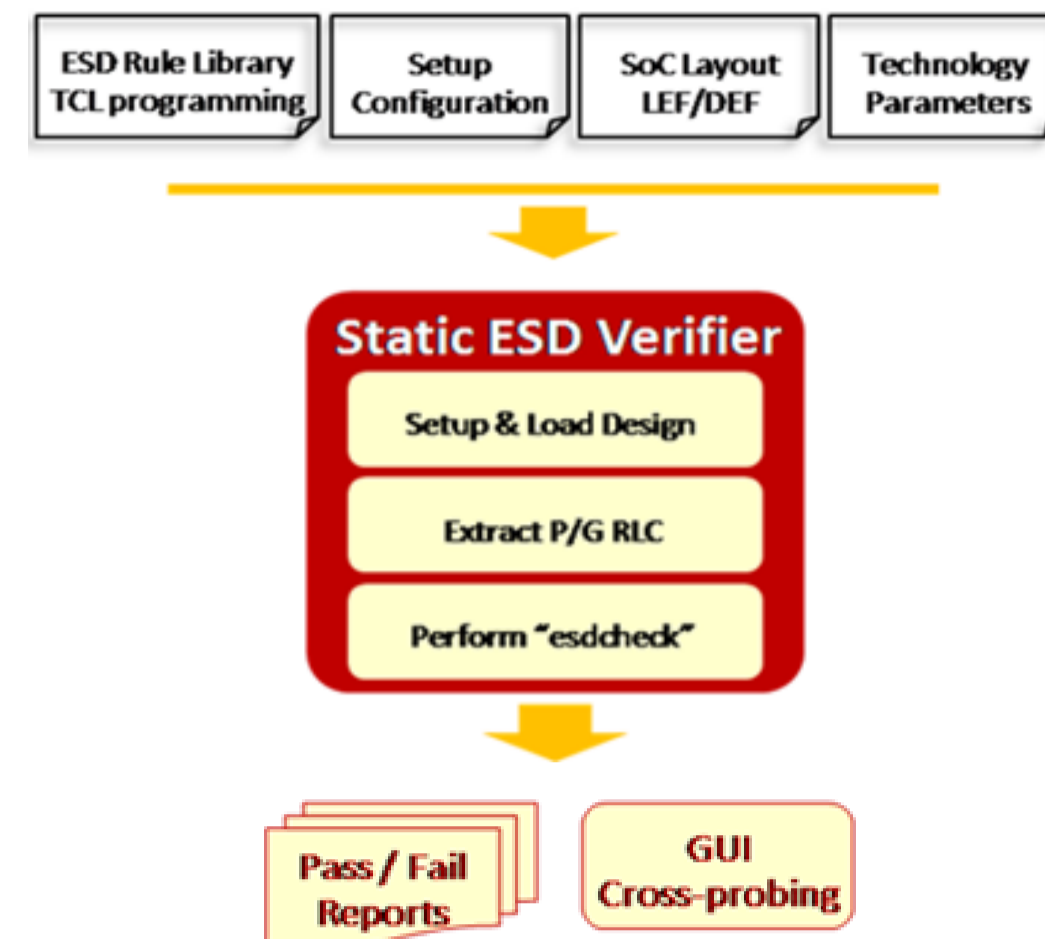 ESD Rule Library
TCL programming
Setup
Configuration
SoC Layout
LEF/DEF
Technology
Parameters
Static ESD Verifier
Setup & Load Design
Extract P/G RLC
Perform “esdcheck”
Pass / Fail
Reports
GUI
Cross-probing